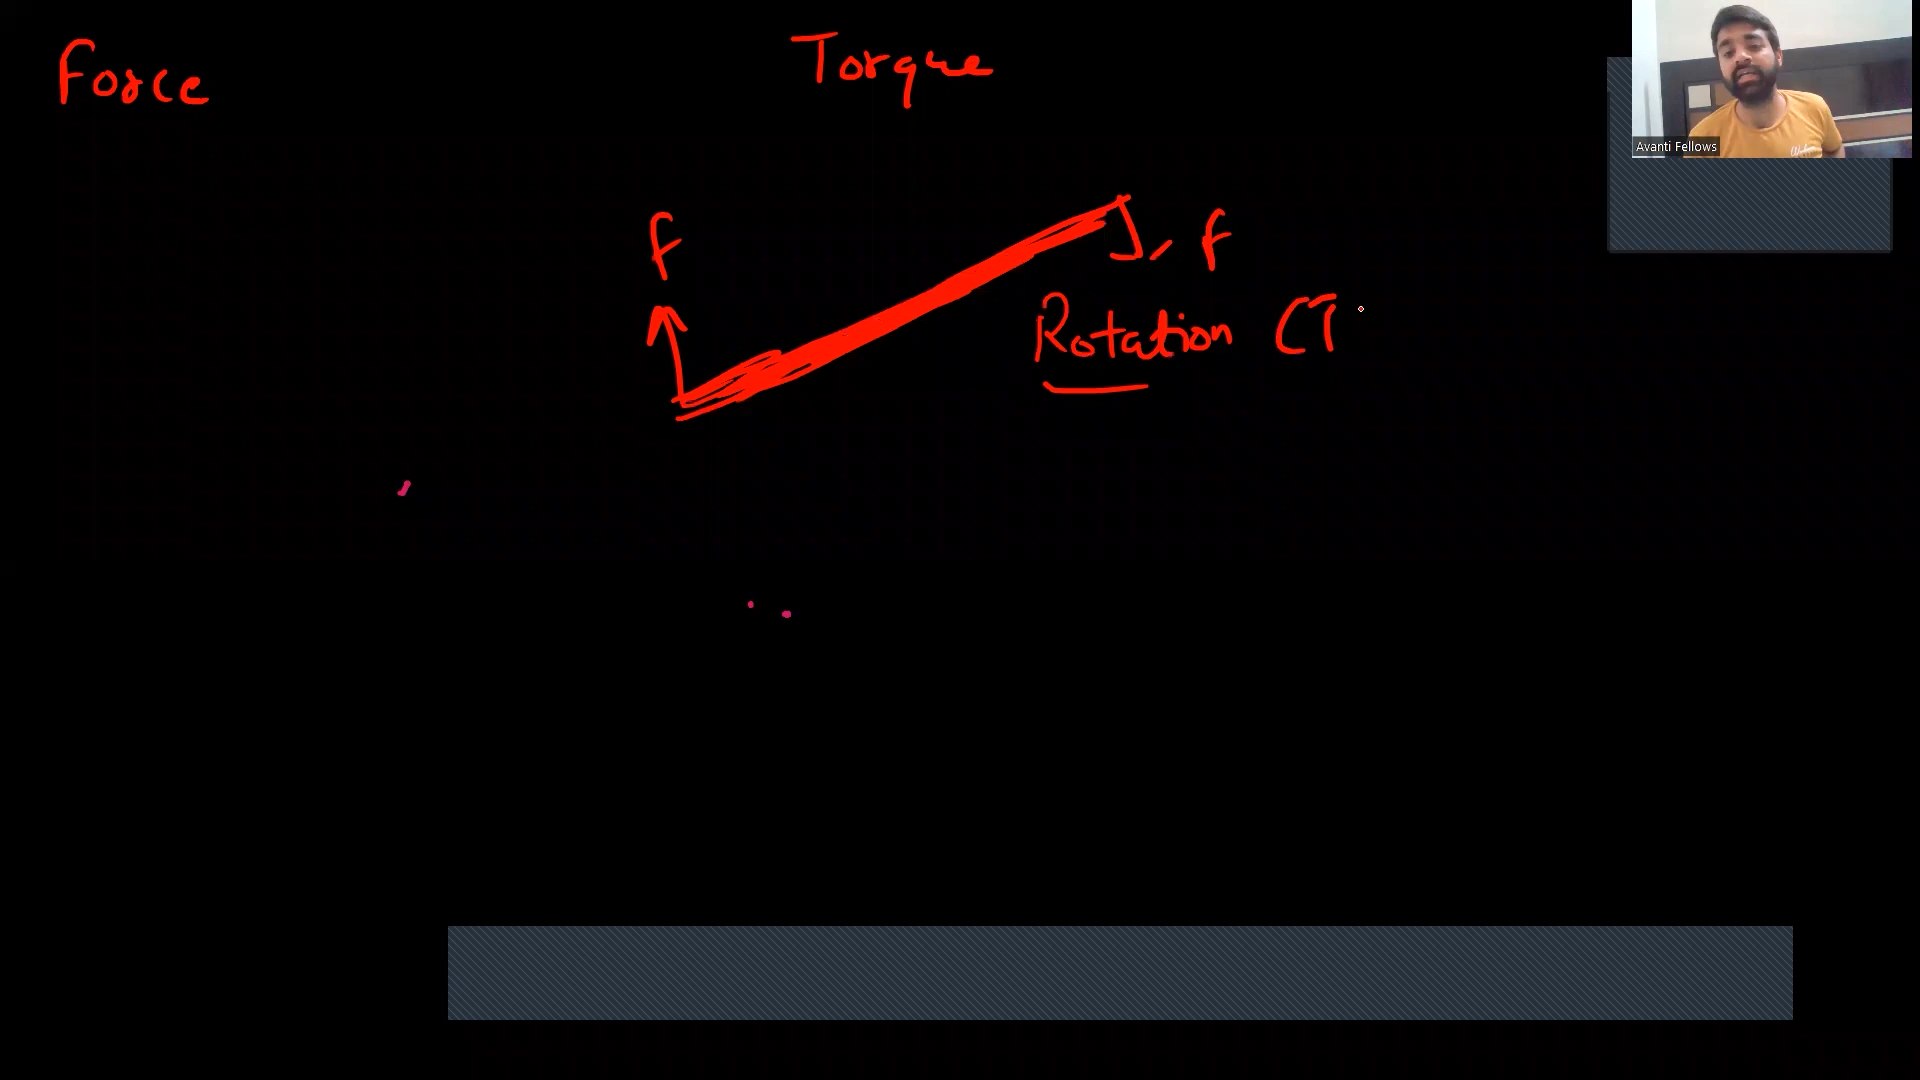 Force
Torque
Avanti Fellows
f
f
Rotation (T